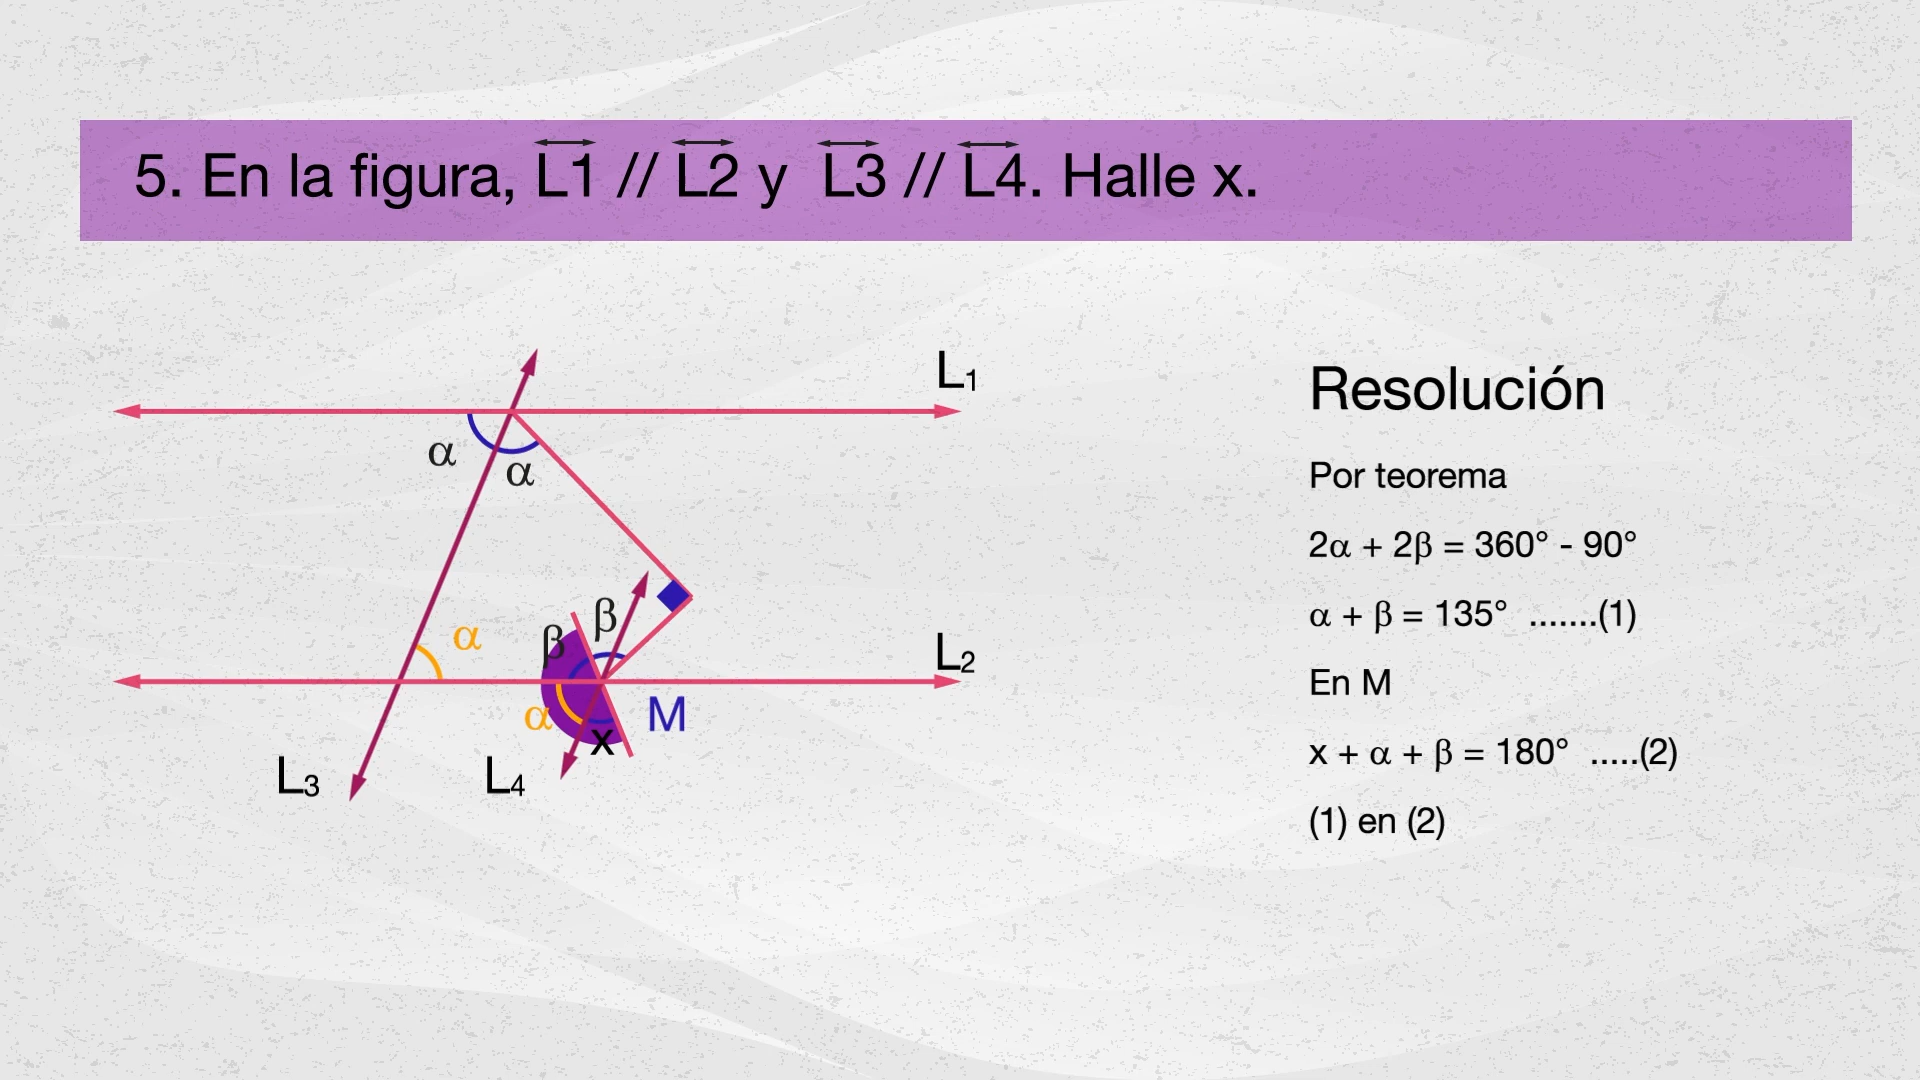 5. En la figura, L1 // L2 y L3 // L4. Halle x.
L1
α
α
Resolución
Por teorema
2α + 2β = 360° - 90°
α + β = 135° .......(1)
En M
x + α + β = 180° .....(2)
(1) en (2)
β
β
α
L2
α
M
x
L3
L4